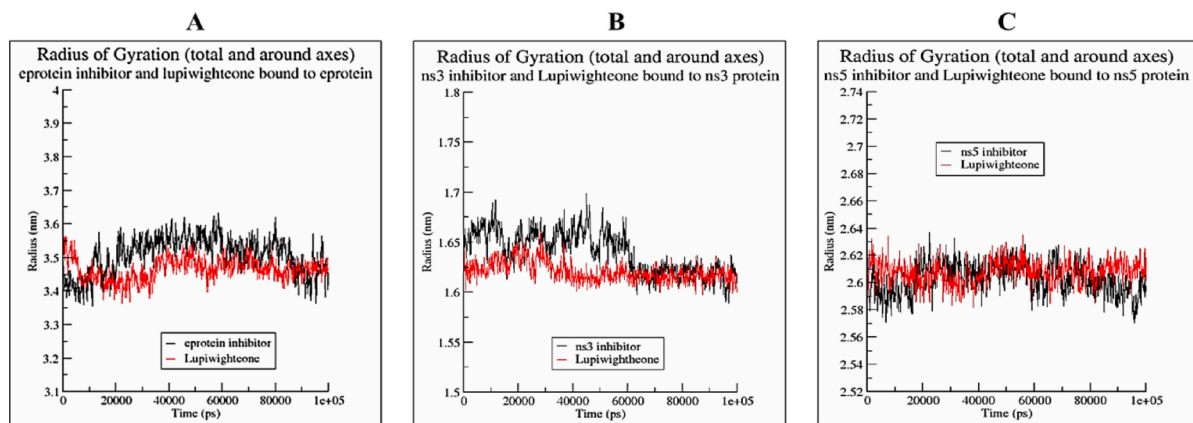 A
Radius of Gyration (total and around axes)
eprotein inhibitor and lupiwighteone bound to eprotein
4
3.9
3.8
3.7
3.6
3.5
3.4
3.3
3.2
3.1
Radius (nm)
eprotein inhibitor
Lupiwighteone
0 20000 40000 60000 80000 1e+05
Time (ps)
B
Radius of Gyration (total and around axes)
ns3 inhibitor and Lupiwighteone bound to ns3 protein
1.8
1.75
1.7
1.65
1.6
1.55
1.5
Radius (nm)
ns3 inhibitor
Lupiwightheone
0 20000 40000 60000 80000 1e+05
Time (ps)
C
Radius of Gyration (total and around axes)
ns5 inhibitor and Lupiwighteone bound to ns5 protein
2.74
2.72
2.7
2.68
2.66
2.64
2.62
2.6
2.58
2.56
2.54
2.52
Radius (nm)
ns5 inhibitor
Lupiwighteone
0 20000 40000 60000 80000 1e+05
Time (ps)